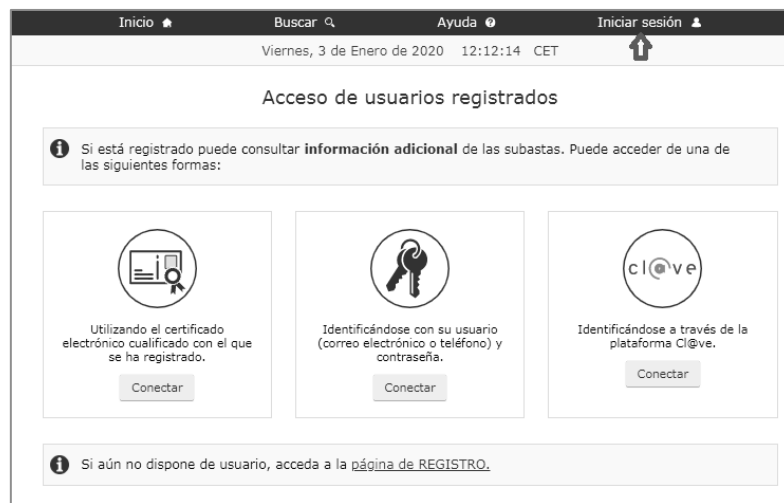 Inicio Buscar Ayuda Iniciar sesión
Viernes, 3 de Enero de 2020 12:12:14 CET
Acceso de usuarios registrados
Si está registrado puede consultar información adicional de las subastas. Puede acceder de una de
las siguientes formas:
Utilizando el certificado
electrónico cualificado con el que
se ha registrado.
Conectar
Identificándose con su usuario
(correo electrónico o teléfono) y
contraseña.
Conectar
cl@ve
Identificándose a través de la
plataforma Cl@ve.
Conectar
Si aún no dispone de usuario, acceda a la página de REGISTRO.